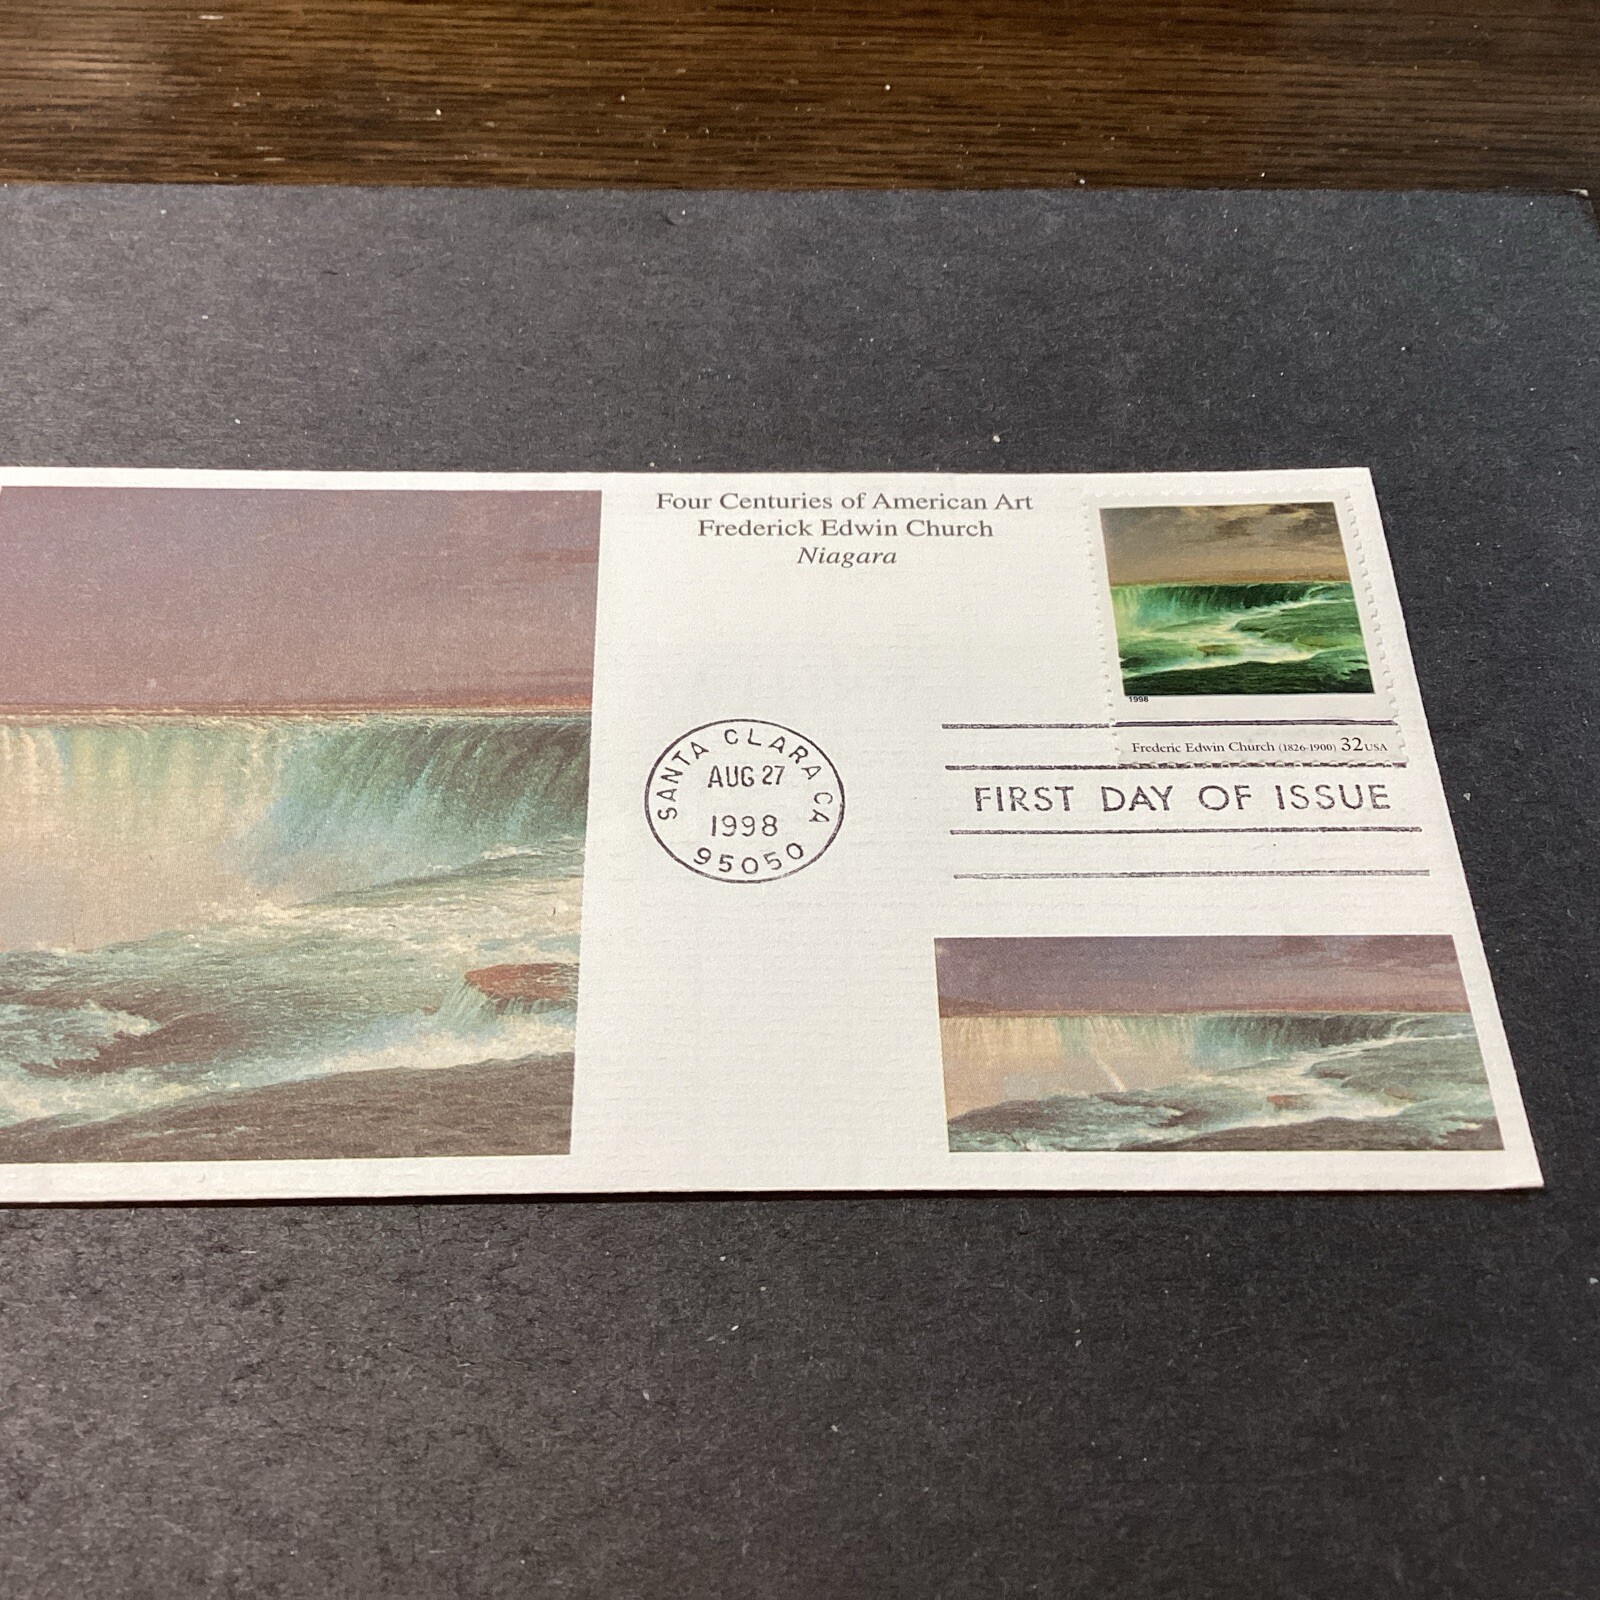 Four Centuries of American Art
Frederick Edwin Church
Niagara
1998
Frederic Edwin Church (1826-1900) 32USA
SANTA CLARA CA
AUG 27
1998
95050
FIRST DAY OF ISSUE